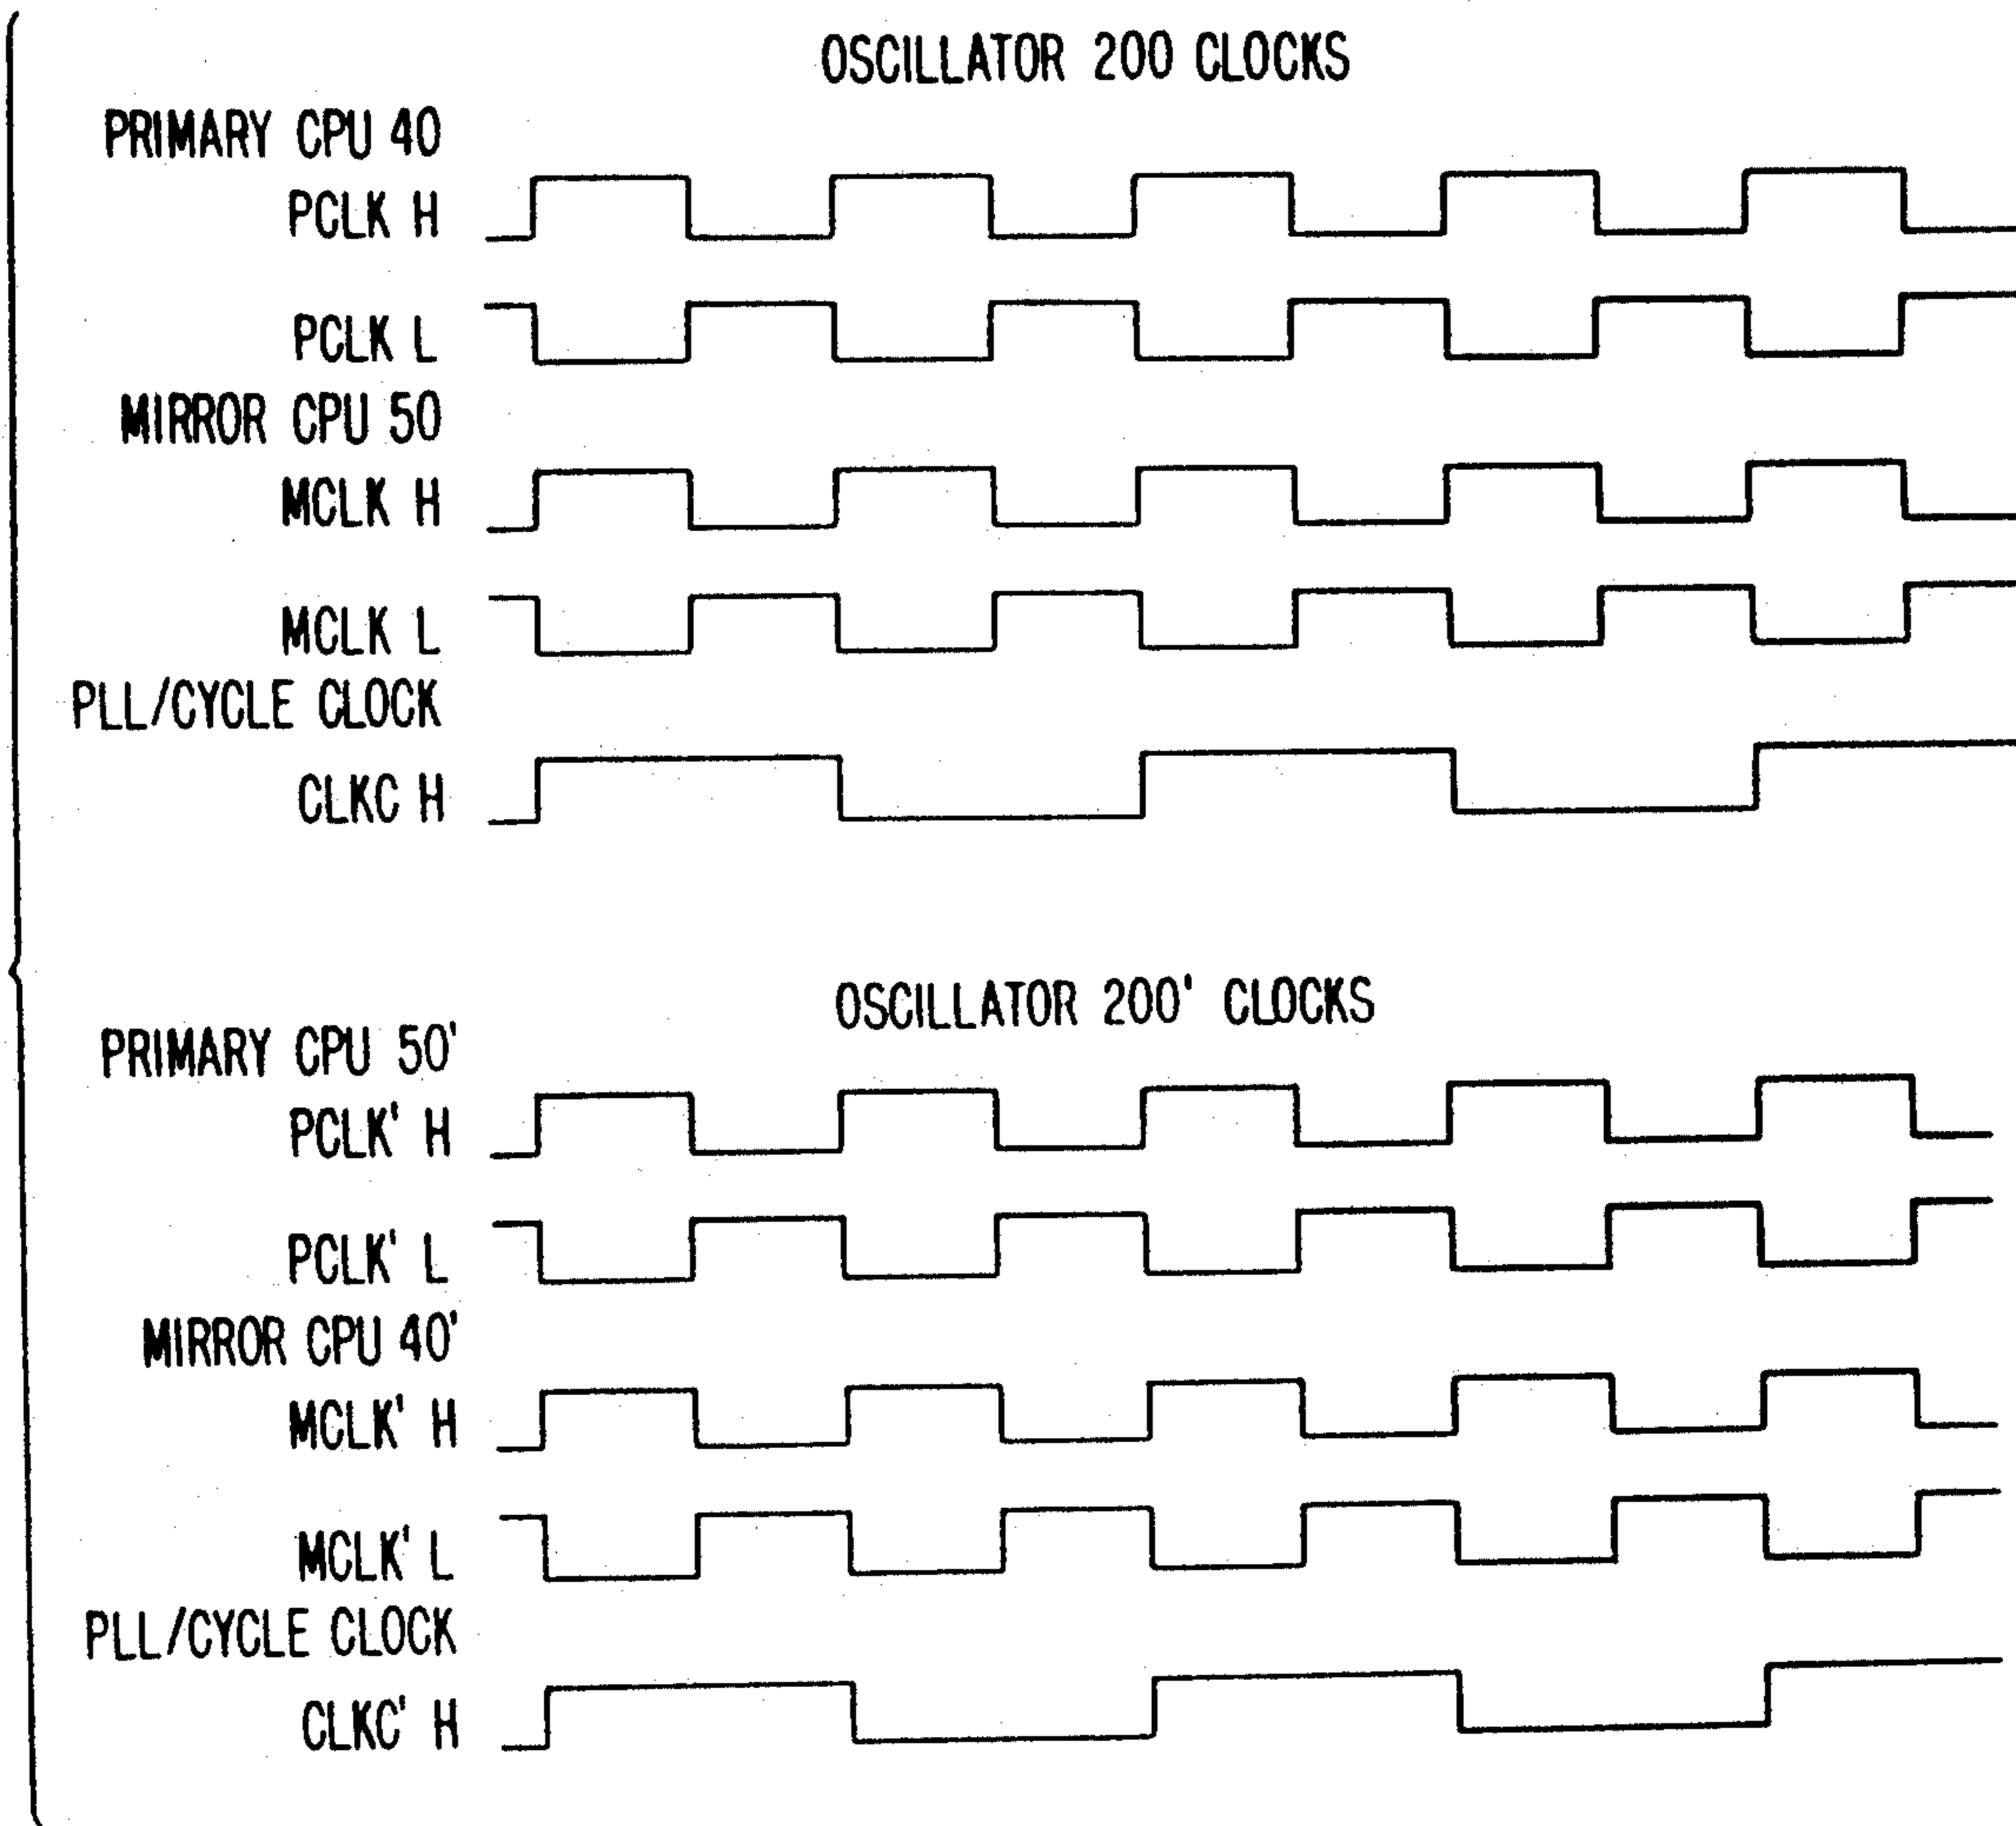 OSCILLATOR 200 CLOCKS
PRIMARY CPU 40
PCLK H
PCLK L
MIRROR CPU 50
MCLK H
MCLK L
PLL/CYCLE CLOCK
CLKC H
OSCILLATOR 200' CLOCKS
PRIMARY CPU 50'
PCLK' H
PCLK' L
MIRROR CPU 40'
MCLK' H
MCLK' L
PLL/CYCLE CLOCK
CLKC' H